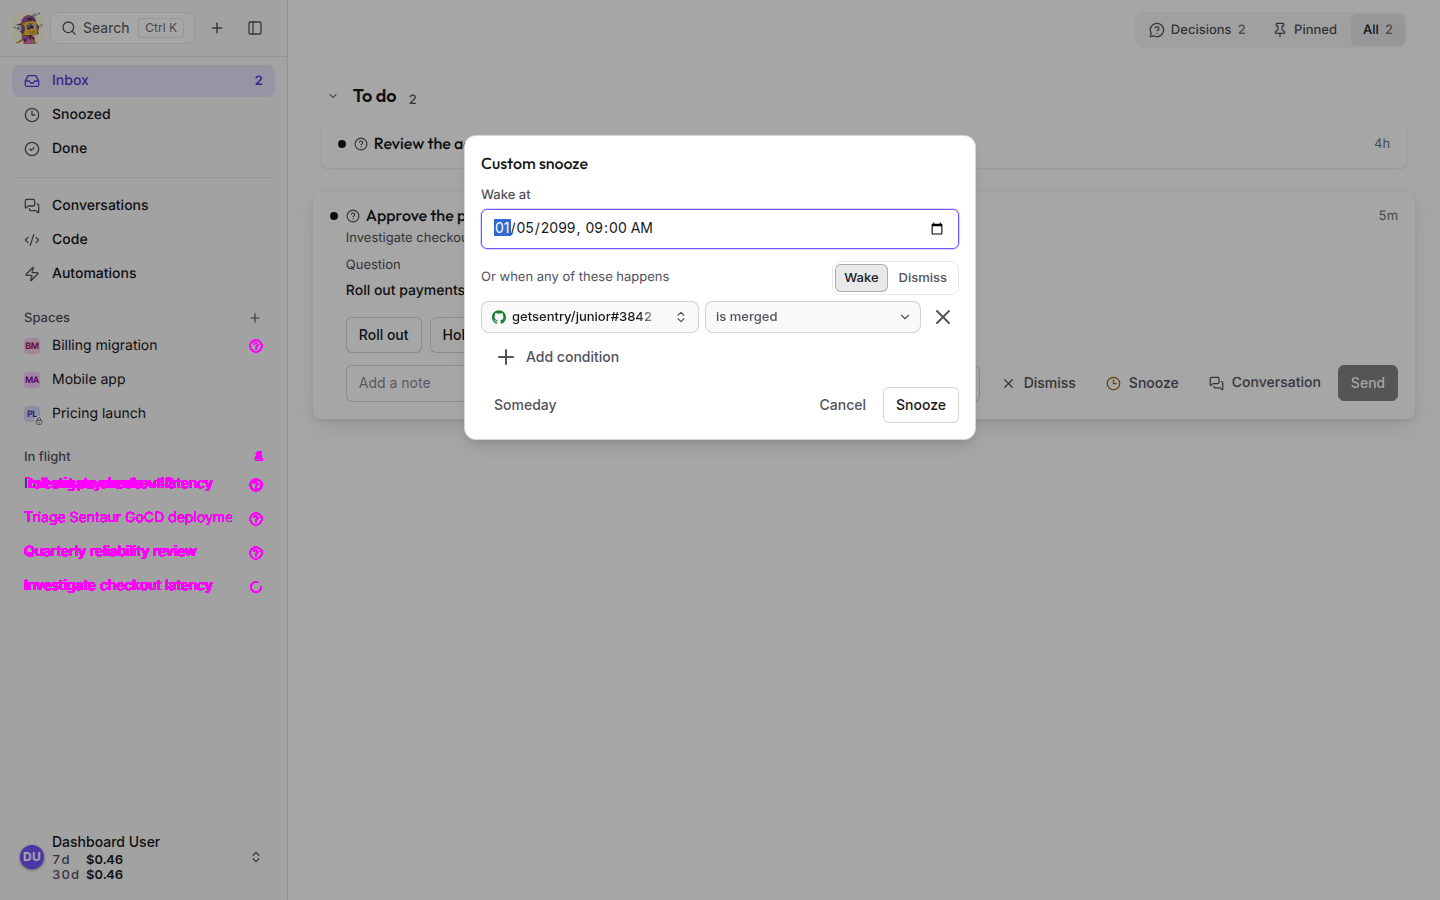 Search Ctrl K
Inbox 2
Snoozed
Done
Conversations
Code
Automations
Spaces
BM Billing migration
MA Mobile app
PL Pricing launch
In flight
Triage Sentaur GoCD deployme
Quarterly reliability review
Investigate checkout latency
DU Dashboard User
7d $0.46
30d $0.46
Decisions 2 Pinned All 2
To do 2
Review the a 4h
Approve the p 5m
Investigate checkou
Question
Roll out payments
Roll out Hol
Add a note Dismiss Snooze Conversation Send
Custom snooze
Wake at
01/05/2099, 09:00 AM
Or when any of these happens Wake Dismiss
getsentry/junior#3842 is merged
Add condition
Someday Cancel Snooze